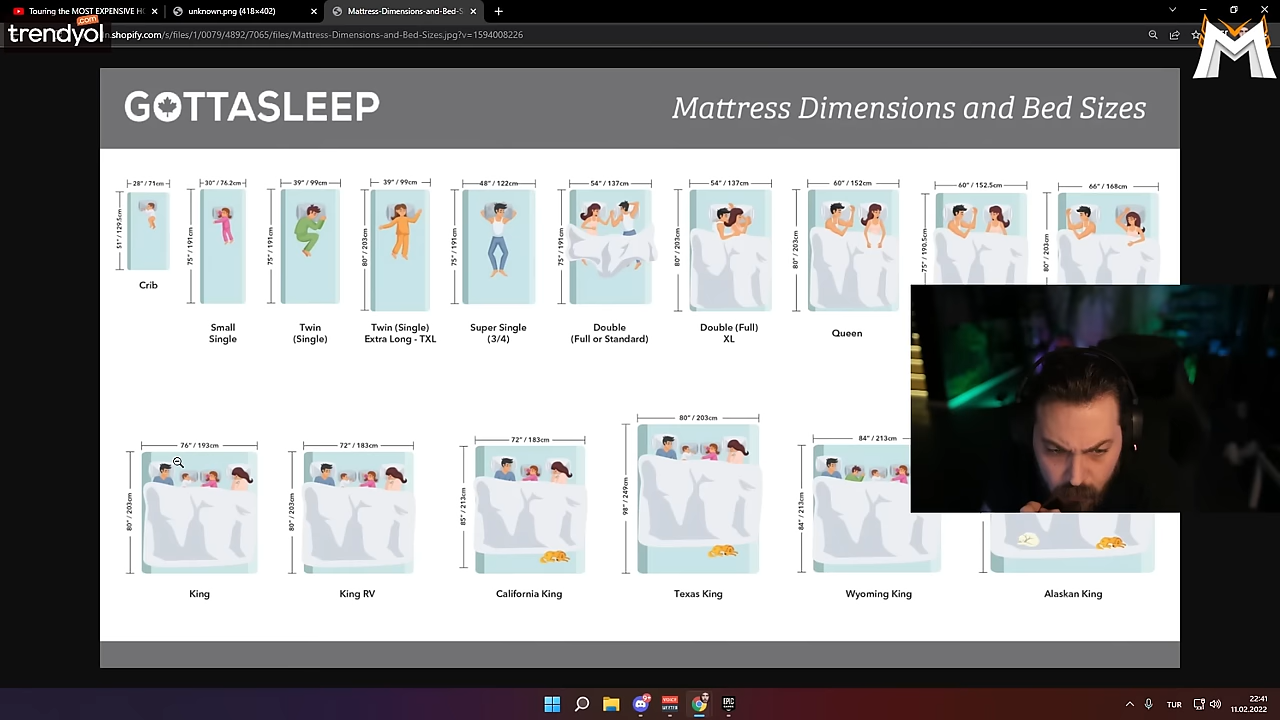 Touring the MOST EXPENSIVE H
unknown.png (418×402)
Mattress-Dimensions-and-Bed-S
.com
trendyol
.shopify.com/s/files/1/0079/4892/7065/files/Mattress-Dimensions-and-Bed-Sizes.jpg?v=1594008226
M
GOTTASLEEP
Mattress Dimensions and Bed Sizes
28" / 71cm
30" / 76.2cm
39" / 99cm
39" / 99cm
48" / 122cm
54" / 137cm
54" / 137cm
60" / 152cm
60" / 152.5cm
66" / 168cm
51" / 129.5cm
75" / 191cm
75" / 191cm
80" / 203cm
75" / 191cm
75" / 191cm
80" / 203cm
80" / 203cm
75" / 190.5cm
80" / 203cm
Crib
Small
Single
Twin
(Single)
Twin (Single)
Extra Long - TXL
Super Single
(3/4)
Double
(Full or Standard)
Double (Full)
XL
Queen
76" / 193cm
72" / 183cm
72" / 183cm
80" / 203cm
84" / 213cm
80" / 203cm
80" / 203cm
85" / 213cm
98" / 249cm
84" / 213cm
King
King RV
California King
Texas King
Wyoming King
Alaskan King
TUR
22:41
11.02.2022